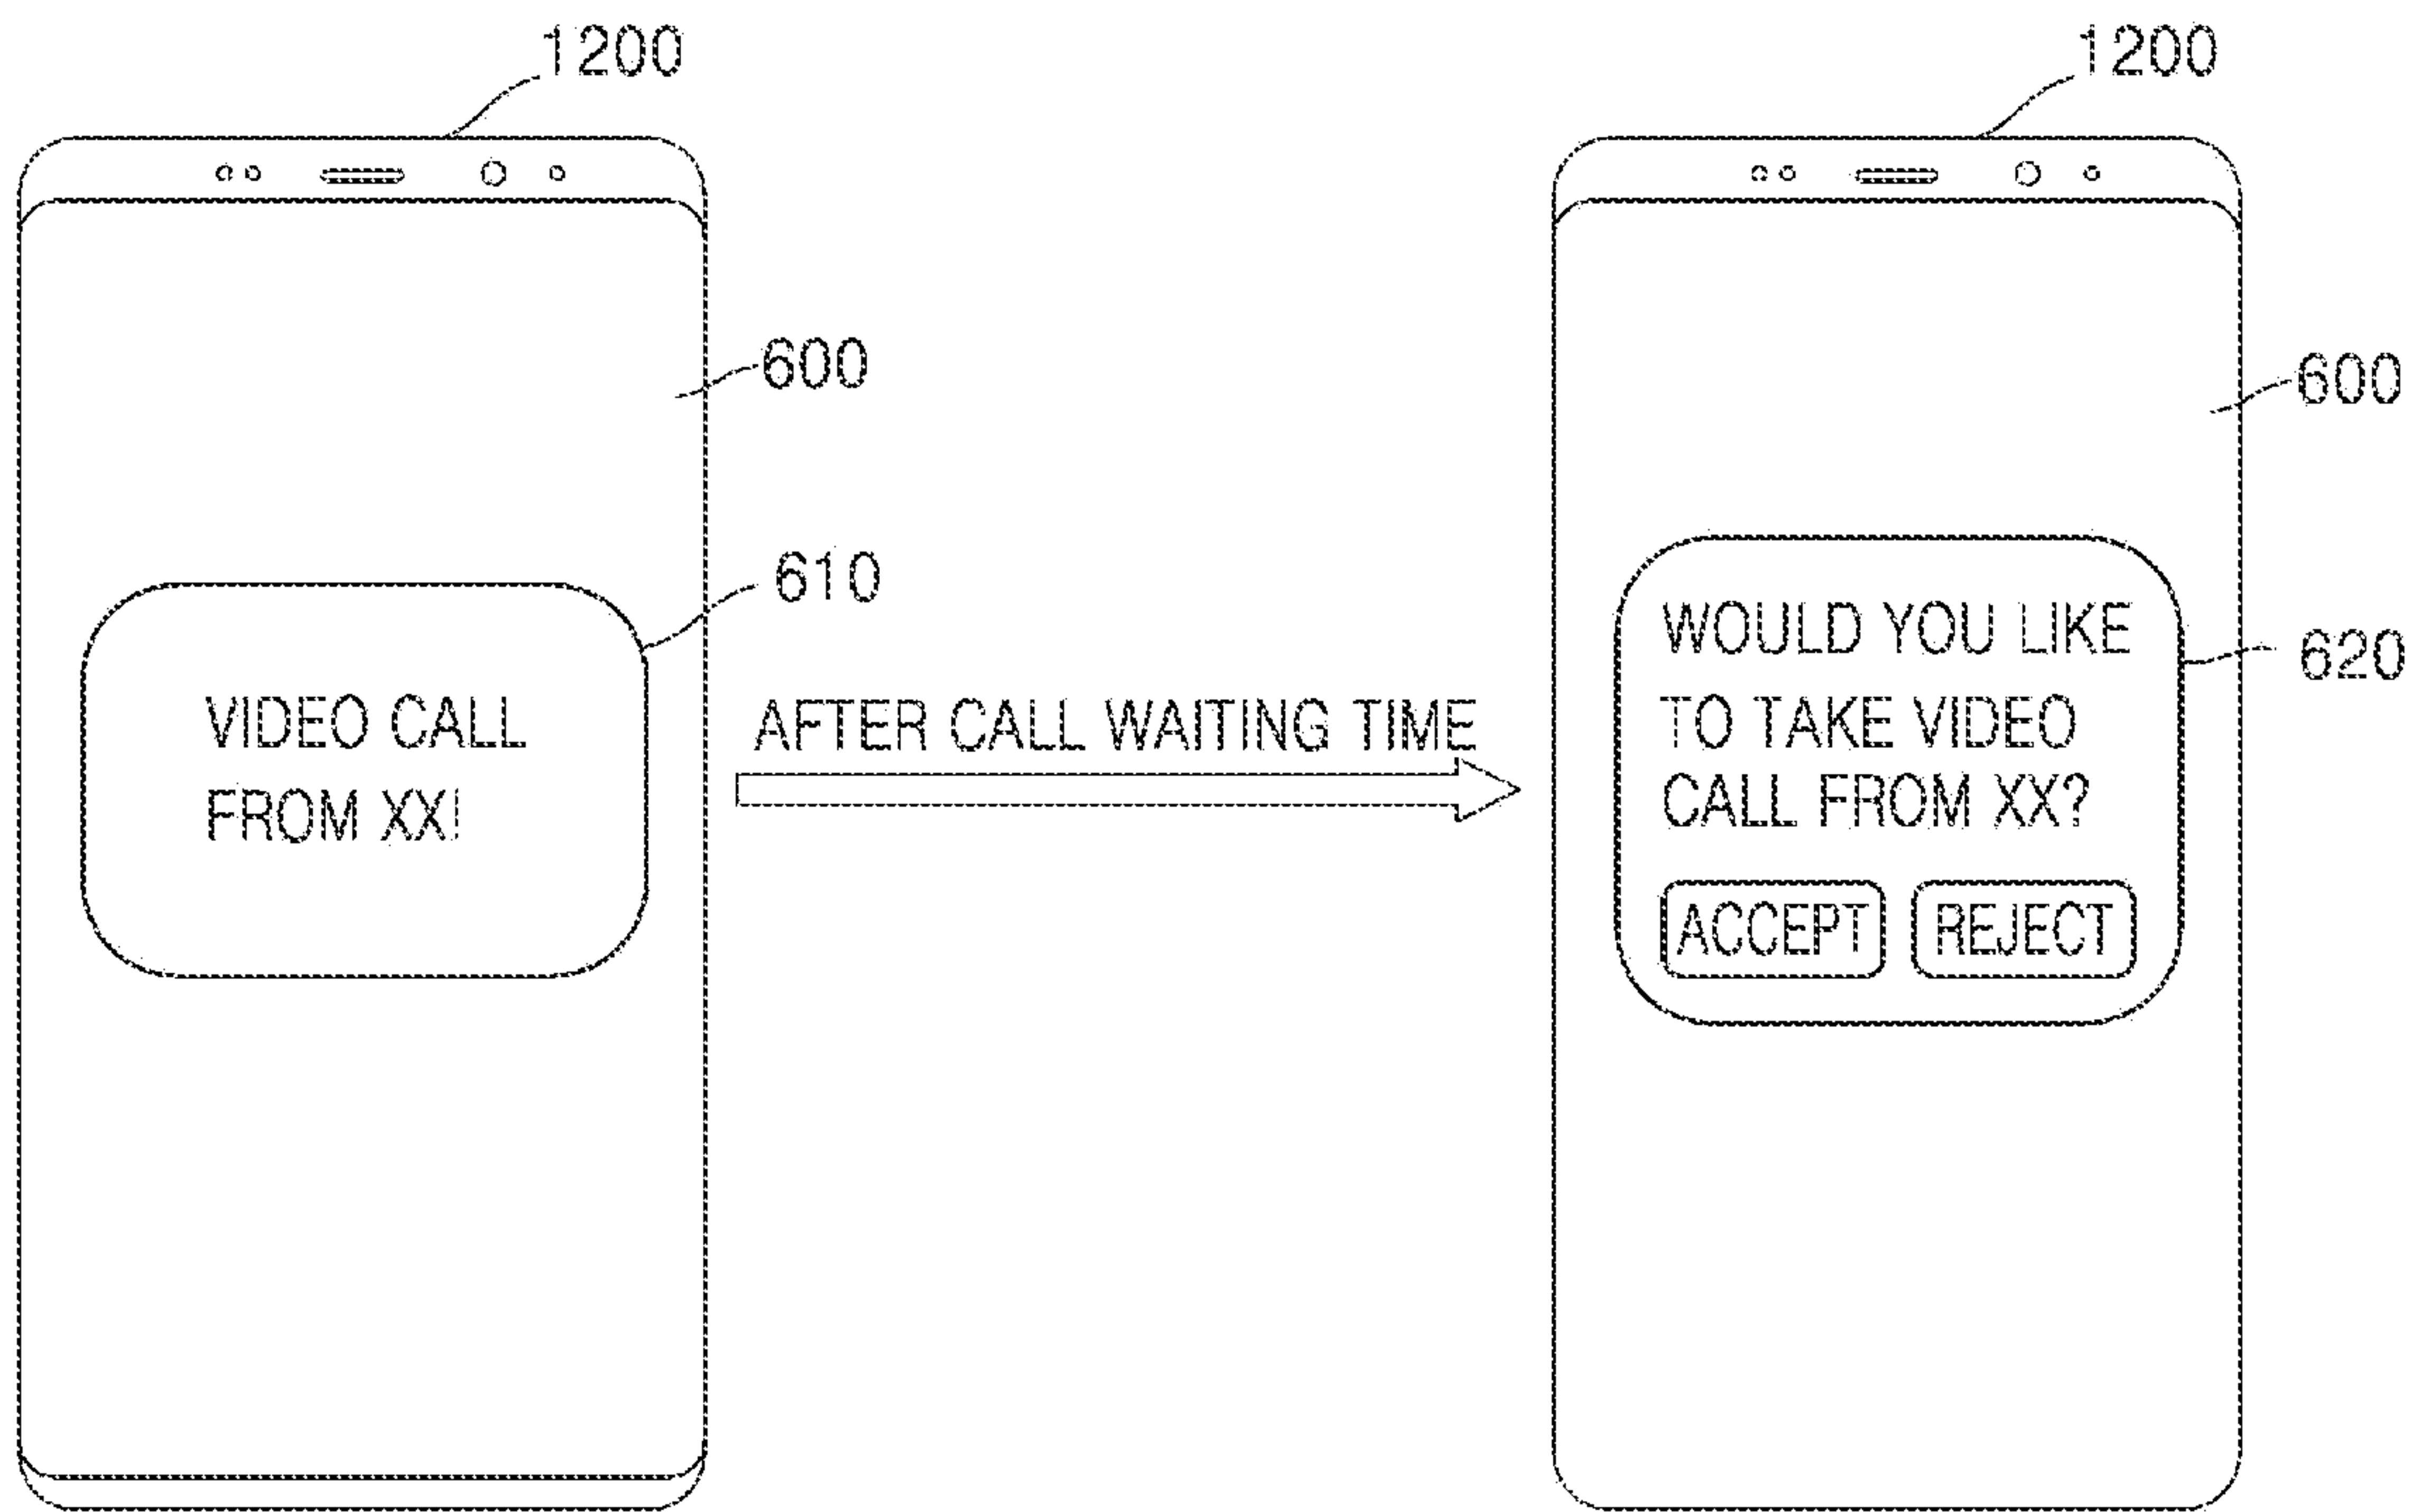 1200
600
610
VIDEO CALL
FROM XX!
AFTER CALL WAITING TIME
1200
600
620
WOULD YOU LIKE
TO TAKE VIDEO
CALL FROM XX?
ACCEPT
REJECT